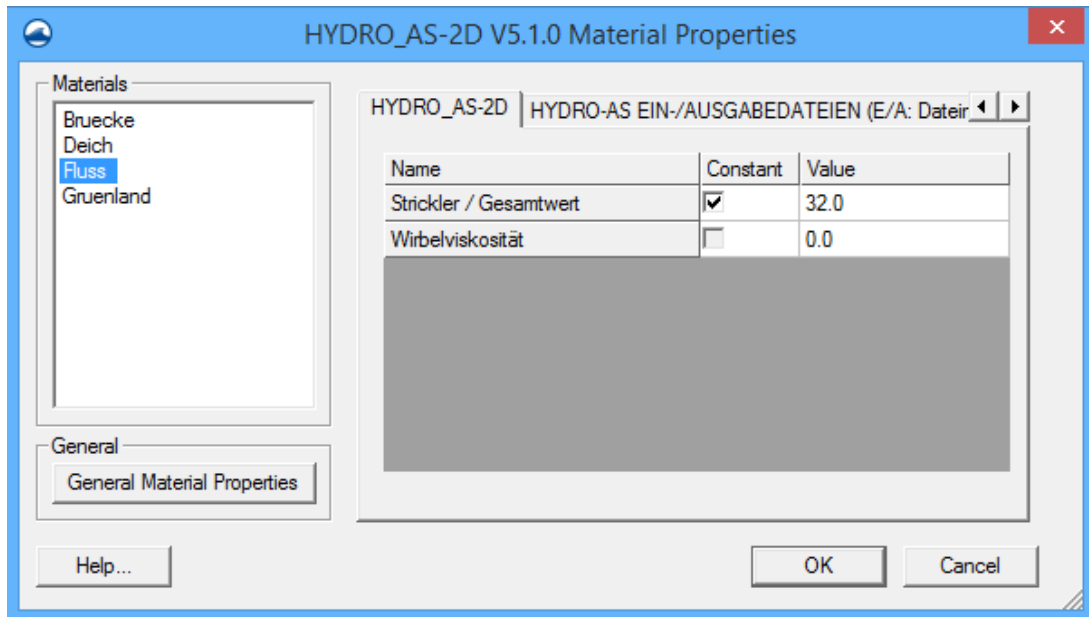 HYDRO_AS-2D V5.1.0 Material Properties
Materials
Bruecke
Deich
Fluss
Gruenland
General
General Material Properties
HYDRO_AS-2D
HYDRO-AS EIN-/AUSGABEDATEIEN (E/A: Datein
Name Constant Value
Strickler / Gesamtwert 32.0
Wirbelviskosität 0.0
Help...
OK
Cancel